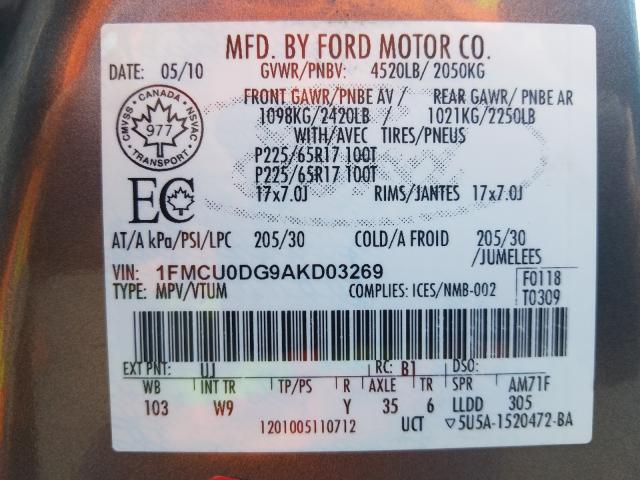 MFD. BY FORD MOTOR CO.
DATE: 05/10 GVWR/PNBV: 4520LB/ 2050KG
FRONT GAWR/PNBE AV / REAR GAWR/ PNBE AR
1098KG/2420LB / 1021KG/2250LB
WITH/AVEC TIRES/PNEUS
P225/65R17 100T
P225/65R17 100T
17x7.0J RIMS/JANTES 17x7.0J
CANADA
CMVSS 977 NSVAC
TRANSPORT
EC
AT/A kPa/PSI/LPC 205/30 COLD/A FROID 205/30
/JUMELEES
VIN: 1FMCU0DG9AKD03269 F0118
TYPE: MPV/VTUM COMPLIES: ICES/NMB-002 T0309
EXT PNT: UJ RC: B1 DSO:
WB INT TR TP/PS R AXLE TR SPR AM71F
103 W9 Y 35 6 LLDD 305
1201005110712 UCT ▽5U5A-1520472-BA